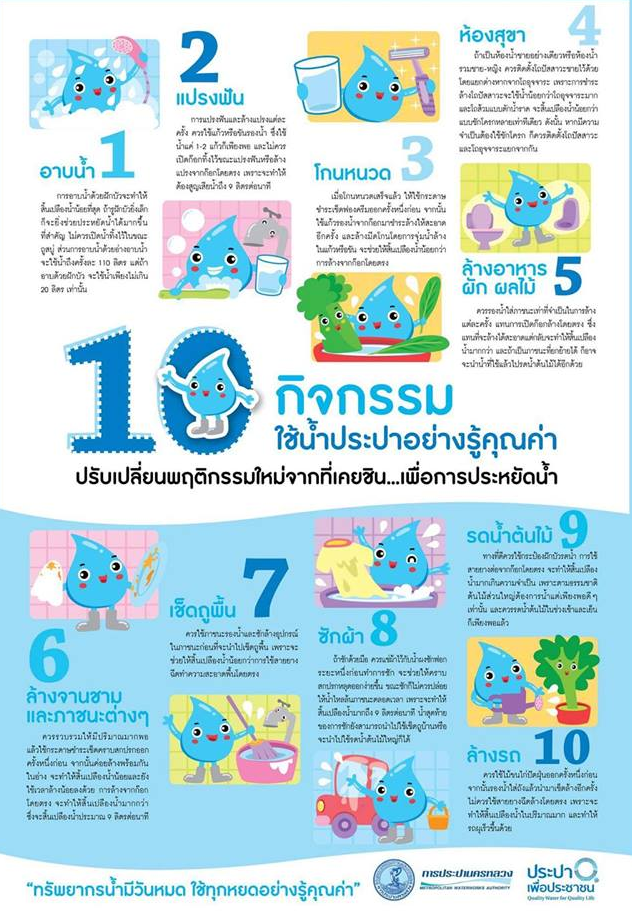 1
อาบน้ำ
การอาบน้ำด้วยฝักบัวจะทำให้
สิ้นเปลืองน้ำน้อยที่สุด ถ้ารูฝักบัวยิ่งเล็ก
ก็จะยิ่งช่วยประหยัดน้ำได้มากขึ้น
ที่สำคัญ ไม่ควรเปิดน้ำทิ้งไว้ในขณะ
ถูสบู่ ส่วนการอาบน้ำด้วยอ่างอาบน้ำ
จะใช้น้ำถึงครั้งละ 110 ลิตร แต่ถ้า
อาบด้วยฝักบัว จะใช้น้ำเพียงไม่เกิน
20 ลิตร เท่านั้น
2
แปรงฟัน
การแปรงฟันและล้างแปรงแต่ละ
ครั้ง ควรใช้แก้วหรือขันรองน้ำ ซึ่งใช้
น้ำแค่ 1-2 แก้วก็เพียงพอ และไม่ควร
เปิดก๊อกทิ้งไว้ขณะแปรงฟันหรือล้าง
แปรงจากก๊อกโดยตรง เพราะจะทำให้
ต้องสูญเสียน้ำถึง 9 ลิตรต่อนาที
โกนหนวด 3
เมื่อโกนหนวดเสร็จแล้ว ให้ใช้กระดาษ
ชำระเช็ดฟองครีมออกครั้งหนึ่งก่อน จากนั้น
ใช้แก้วรองน้ำจากก๊อกมาชำระล้างให้สะอาด
อีกครั้ง และล้างมีดโกนโดยการจุ่มน้ำล้าง
ในแก้วหรือขัน จะช่วยให้สิ้นเปลืองน้ำน้อยกว่า
การล้างจากก๊อกโดยตรง
ห้องสุขา 4
ถ้าเป็นห้องน้ำชายอย่างเดียวหรือห้องน้ำ
รวมชาย-หญิง ควรติดตั้งโถปัสสาวะชายไว้ด้วย
โดยแยกต่างหากจากโถอุจจาระ เพราะการชำระ
ล้างโถปัสสาวะจะใช้น้ำน้อยกว่าโถอุจจาระมาก
และโถส้วมแบบตักน้ำราด จะสิ้นเปลืองน้ำน้อยกว่า
แบบชักโครกหลายเท่าทีเดียว ดังนั้น หากมีความ
จำเป็นต้องใช้ชักโครก ก็ควรติดตั้งโถปัสสาวะ
และโถอุจจาระแยกจากกัน
ล้างอาหาร
ผัก ผลไม้ 5
ควรรองน้ำใส่ภาชนะเท่าที่จำเป็นในการล้าง
แต่ละครั้ง แทนการเปิดก๊อกล้างโดยตรง ซึ่ง
แทนที่จะล้างได้สะอาดแต่กลับจะทำให้สิ้นเปลือง
น้ำมากกว่า และถ้าเป็นภาชนะที่ยกย้ายได้ ก็อาจ
จะนำน้ำที่ใช้แล้วไปรดน้ำต้นไม้ได้อีกด้วย
10 กิจกรรม
ใช้น้ำประปาอย่างรู้คุณค่า
ปรับเปลี่ยนพฤติกรรมใหม่จากที่เคยชิน...เพื่อการประหยัดน้ำ
6
ล้างจานชาม
และภาชนะต่างๆ
ควรรวบรวมให้มีปริมาณมากพอ
แล้วใช้กระดาษชำระเช็ดคราบสกปรกออก
ครั้งหนึ่งก่อน จากนั้นค่อยล้างพร้อมกัน
ในอ่าง จะทำให้สิ้นเปลืองน้ำน้อยและยัง
ใช้เวลาล้างน้อยลงด้วย การล้างจากก๊อก
โดยตรง จะทำให้สิ้นเปลืองน้ำมากกว่า
ซึ่งจะสิ้นเปลืองน้ำประมาณ 9 ลิตรต่อนาที
เช็ดถูพื้น 7
ควรใช้ภาชนะรองน้ำและซักล้างอุปกรณ์
ในภาชนะก่อนที่จะนำไปเช็ดถูพื้น เพราะจะ
ช่วยให้สิ้นเปลืองน้ำน้อยกว่าการใช้สายยาง
ฉีดทำความสะอาดพื้นโดยตรง
ซักผ้า 8
ถ้าซักด้วยมือ ควรแช่ผ้าไว้กับน้ำผงซักฟอก
ระยะหนึ่งก่อนทำการซัก จะช่วยให้คราบ
สกปรกหลุดออกง่ายขึ้น ขณะซักก็ไม่ควรปล่อย
ให้น้ำไหลล้นภาชนะตลอดเวลา เพราะจะทำให้
สิ้นเปลืองน้ำมากถึง 9 ลิตรต่อนาที น้ำสุดท้าย
ของการซักยังสามารถนำไปใช้เช็ดถูบ้านหรือ
จะนำไปใช้รดน้ำต้นไม้ใหญ่ก็ได้
รดน้ำต้นไม้ 9
ทางที่ดีควรใช้กระป๋องฝักบัวรดน้ำ การใช้
สายยางต่อจากก๊อกโดยตรง จะทำให้สิ้นเปลือง
น้ำมากเกินความจำเป็น เพราะตามธรรมชาติ
ต้นไม้ส่วนใหญ่ต้องการน้ำแต่เพียงพอดีๆ
เท่านั้น และควรรดน้ำต้นไม้ในช่วงเช้าและเย็น
ก็เพียงพอแล้ว
ล้างรถ 10
ควรใช้ไม้ขนไก่ปัดฝุ่นออกครั้งหนึ่งก่อน
จากนั้นรองน้ำใส่ถังแล้วนำมาเช็ดล้างอีกครั้ง
ไม่ควรใช้สายยางฉีดล้างโดยตรง เพราะจะ
ทำให้สิ้นเปลืองน้ำในปริมาณมาก และทำให้
รถผุเร็วขึ้นด้วย
“ทรัพยากรน้ำมีวันหมด ใช้ทุกหยดอย่างรู้คุณค่า”
การประปานครหลวง
METROPOLITAN WATERWORKS AUTHORITY
ประปา
เพื่อประชาชน
Quality Water for Quality Life